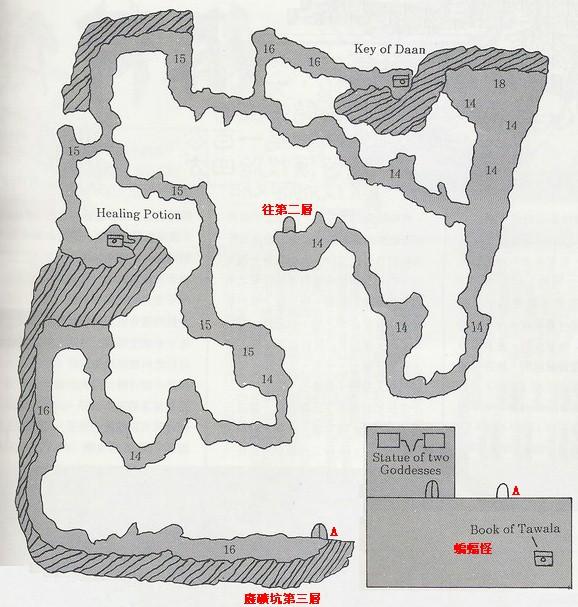 16
Key of Daan
15
16
18
14
14
15
14
14
15
Healing Potion
往第二層
14
15
14
14
15
14
16
14
Statue of two
Goddesses
A
A
Book of Tawala
16
蝙蝠怪
廢礦坑第三層